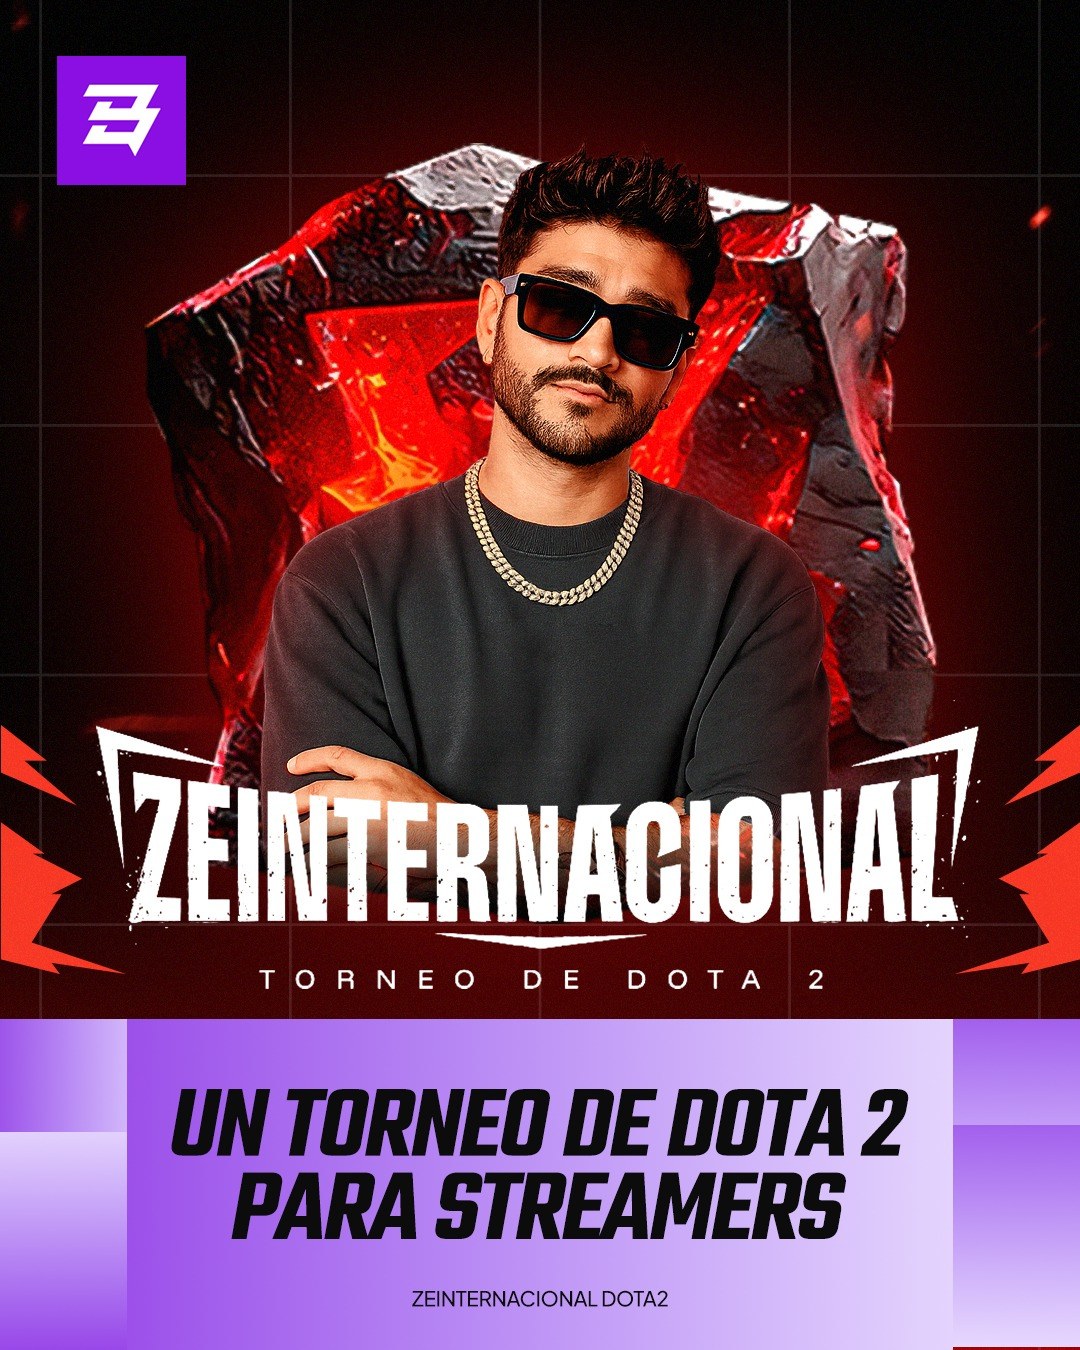 ZEINTERNACIONAL
TORNEO DE DOTA 2
UN TORNEO DE DOTA 2
PARA STREAMERS
ZEINTERNACIONAL DOTA2